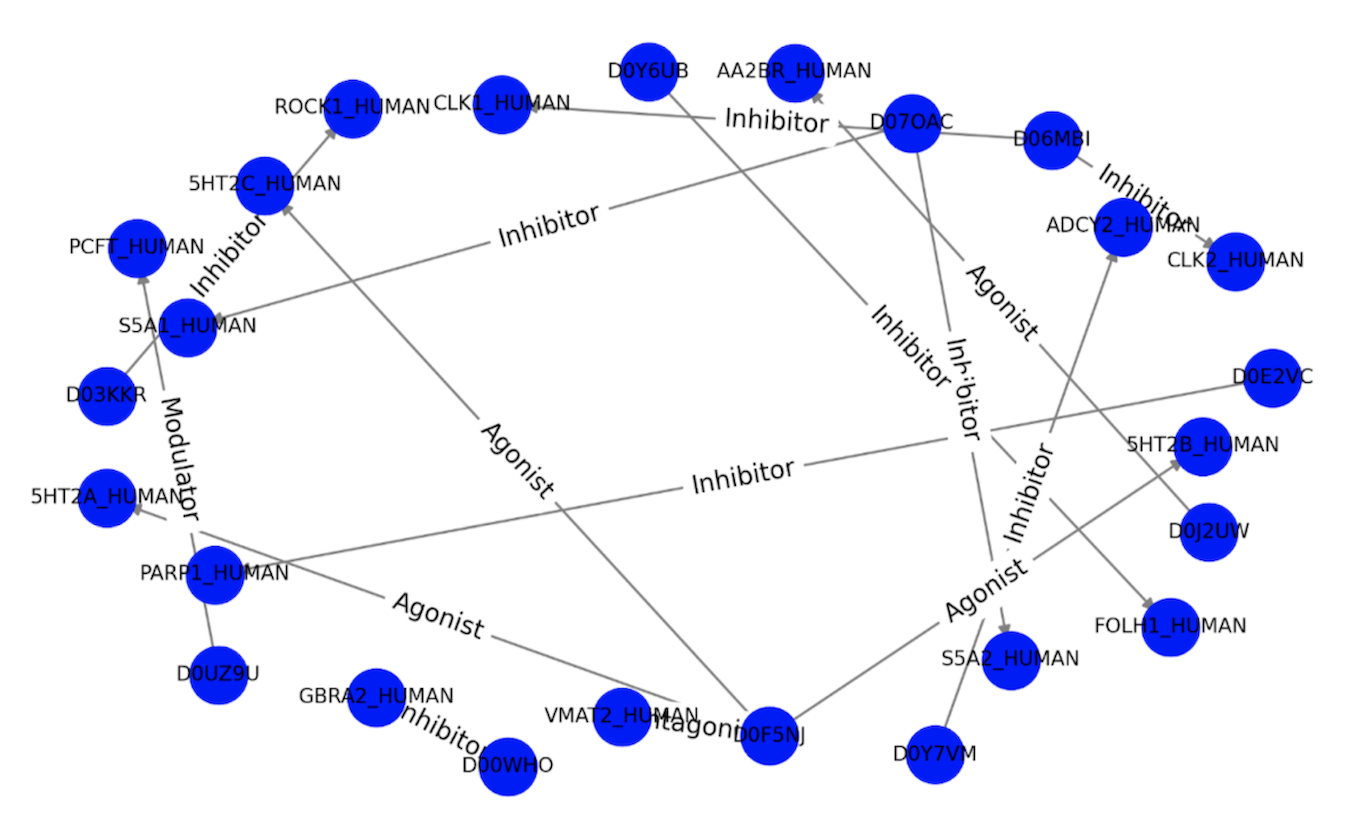 D0Y6UB
AA2BR_HUMAN
ROCK1_HUMAN
CLK1_HUMAN
Inhibitor
D07OAC
D06MBI
5HT2C_HUMAN
Inhibitor
ADCY2_HUMAN
PCFT_HUMAN
Inhibitor
Inhibitor
CLK2_HUMAN
S5A1_HUMAN
Agonist
Inhibitor
Inhibitor
D03KKR
D0E2VC
Modulator
Agonist
5HT2B_HUMAN
5HT2A_HUMAN
Inhibitor
Inhibitor
D0J2UW
PARP1_HUMAN
Agonist
Agonist
FOLH1_HUMAN
S5A2_HUMAN
D0UZ9U
GBRA2_HUMAN
Inhibitor
VMAT2_HUMAN
D0F5NJ
D0Y7VM
D00WHO